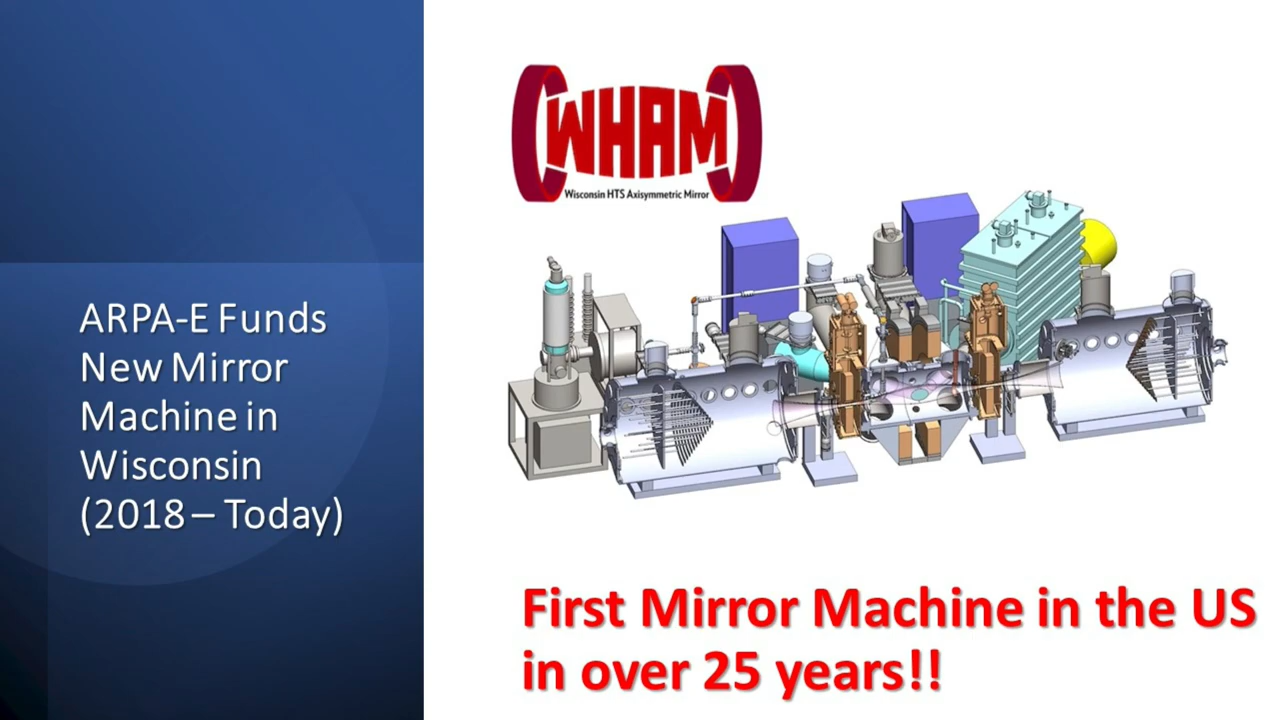 ARPA-E Funds
New Mirror
Machine in
Wisconsin
(2018 – Today)
WHAM
Wisconsin HTS Axisymmetric Mirror
First Mirror Machine in the US
in over 25 years!!